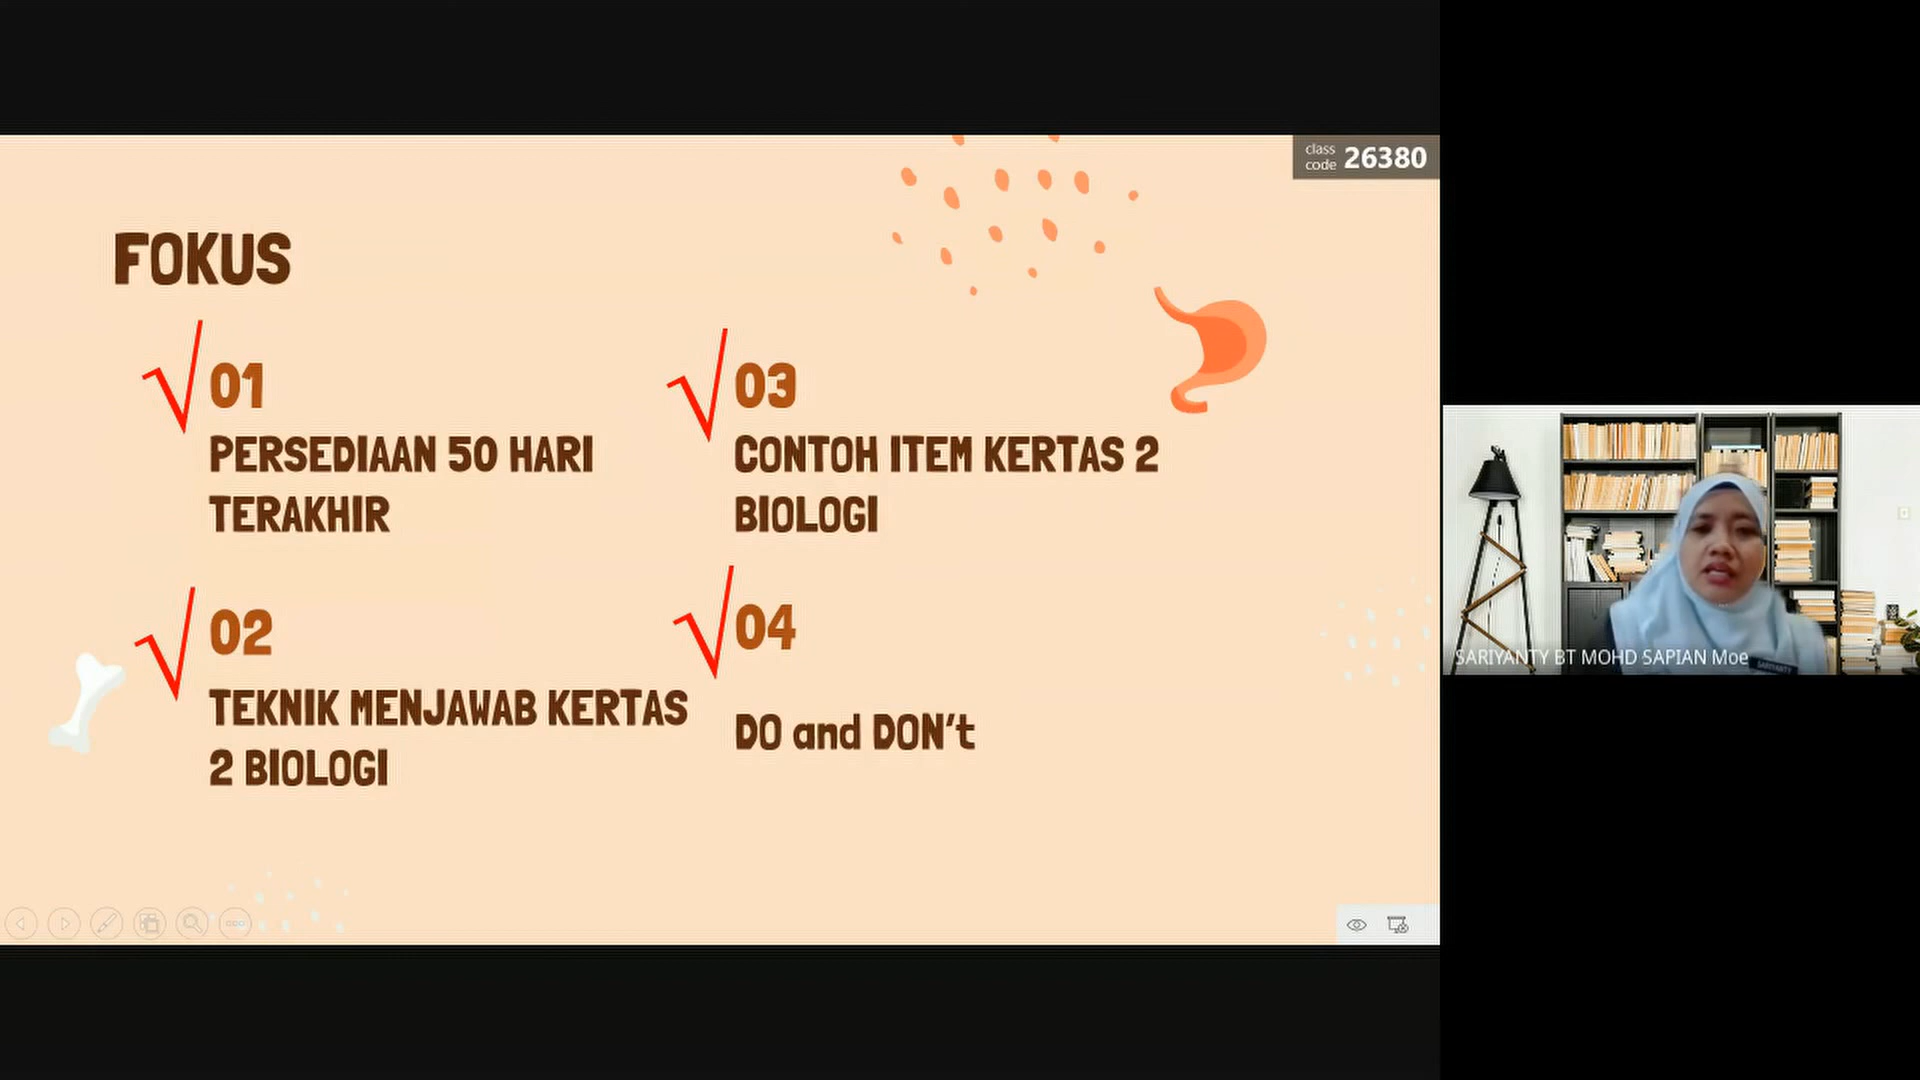 class
code 26380
FOKUS
01
PERSEDIAAN 50 HARI
TERAKHIR
02
TEKNIK MENJAWAB KERTAS
2 BIOLOGI
03
CONTOH ITEM KERTAS 2
BIOLOGI
04
DO and DON't
SARIYANTY BT MOHD SAPIAN Moe
SARIYANTY